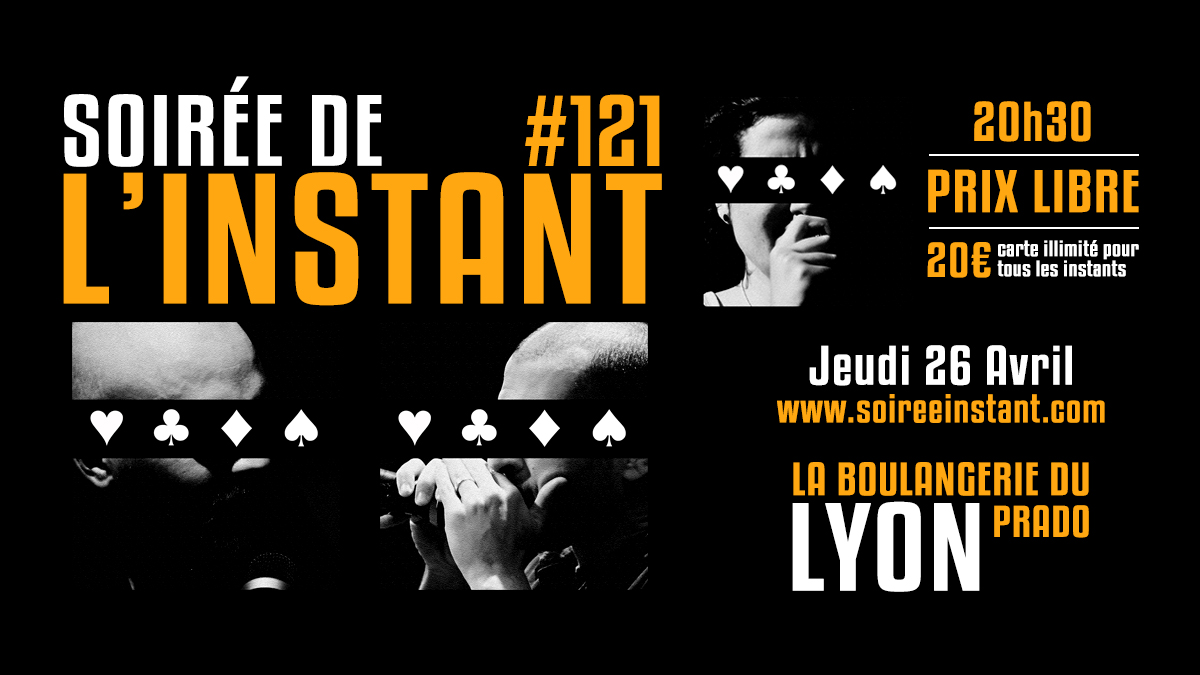 SOIRÉE DE #121
L'INSTANT
20h30
PRIX LIBRE
20€ carte illimité pour
tous les instants
Jeudi 26 Avril
www.soireeinstant.com
LA BOULANGERIE DU
PRADO
LYON